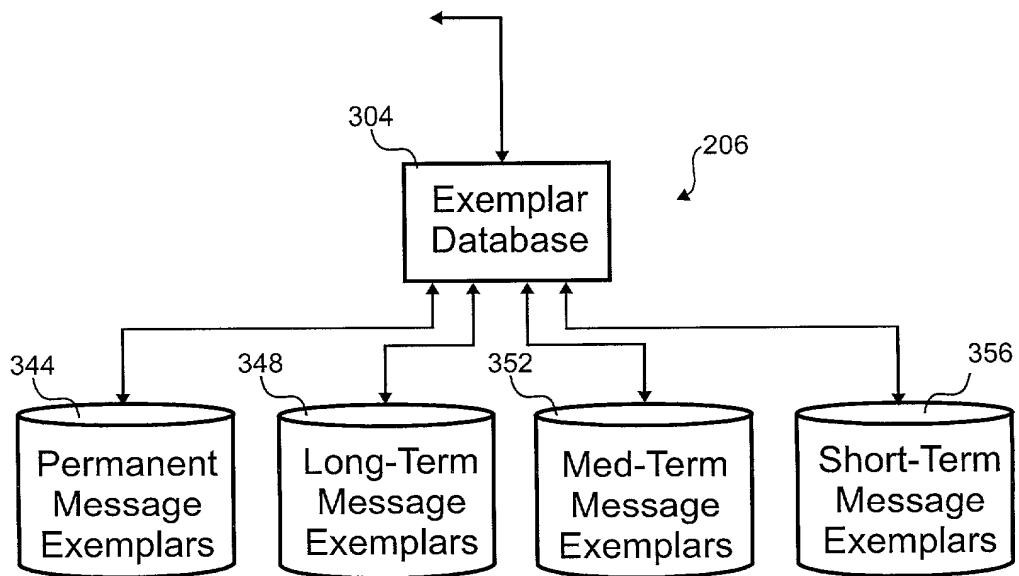 304
206
Exemplar
Database
344
348
352
356
Permanent
Message
Exemplars
Long-Term
Message
Exemplars
Med-Term
Message
Exemplars
Short-Term
Message
Exemplars